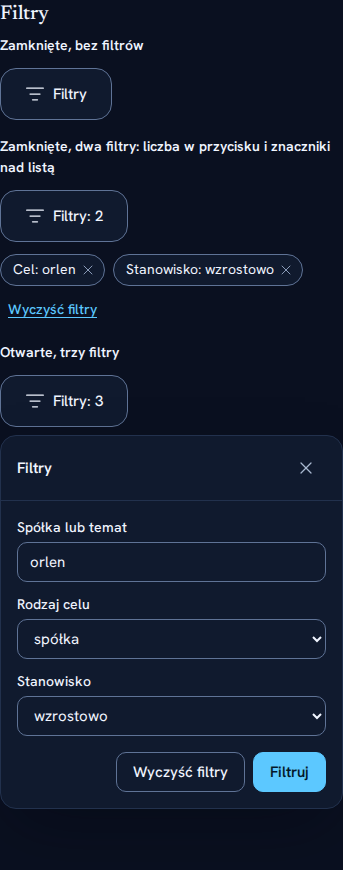 Filtry
Zamknięte, bez filtrów
Filtry
Zamknięte, dwa filtry: liczba w przycisku i znaczniki
nad listą
Filtry: 2
Cel: orlen
Stanowisko: wzrostowo
Wyczyść filtry
Otwarte, trzy filtry
Filtry: 3
Filtry
Spółka lub temat
orlen
Rodzaj celu
spółka
Stanowisko
wzrostowo
Wyczyść filtry
Filtruj